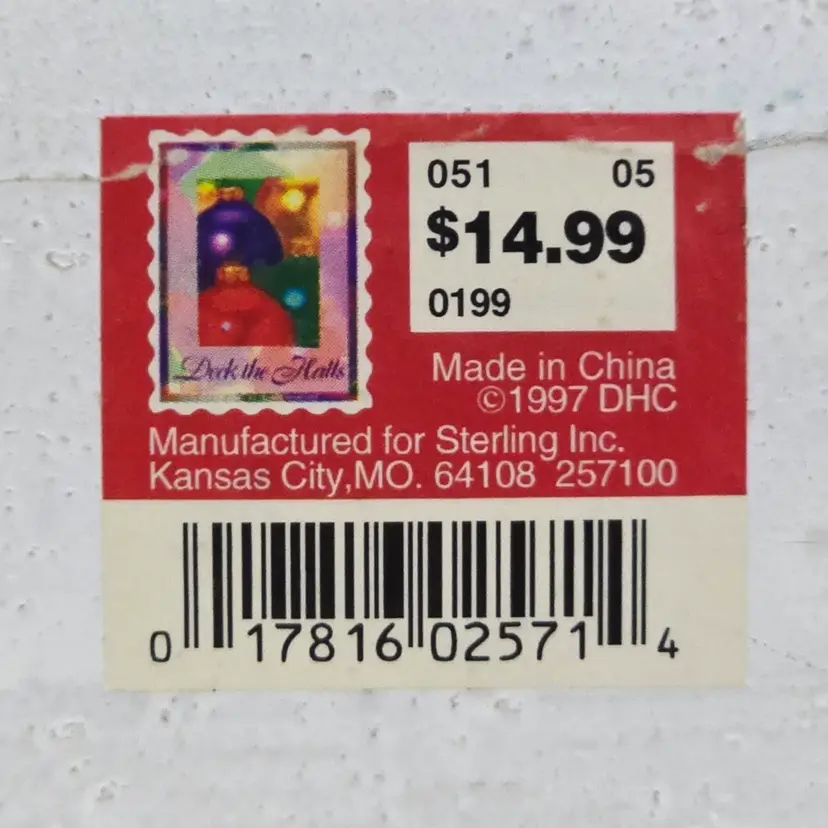 051 05
$14.99
0199
Deck the Halls
Made in China
©1997 DHC
Manufactured for Sterling Inc.
Kansas City,MO. 64108 257100
0 17816 02571 4